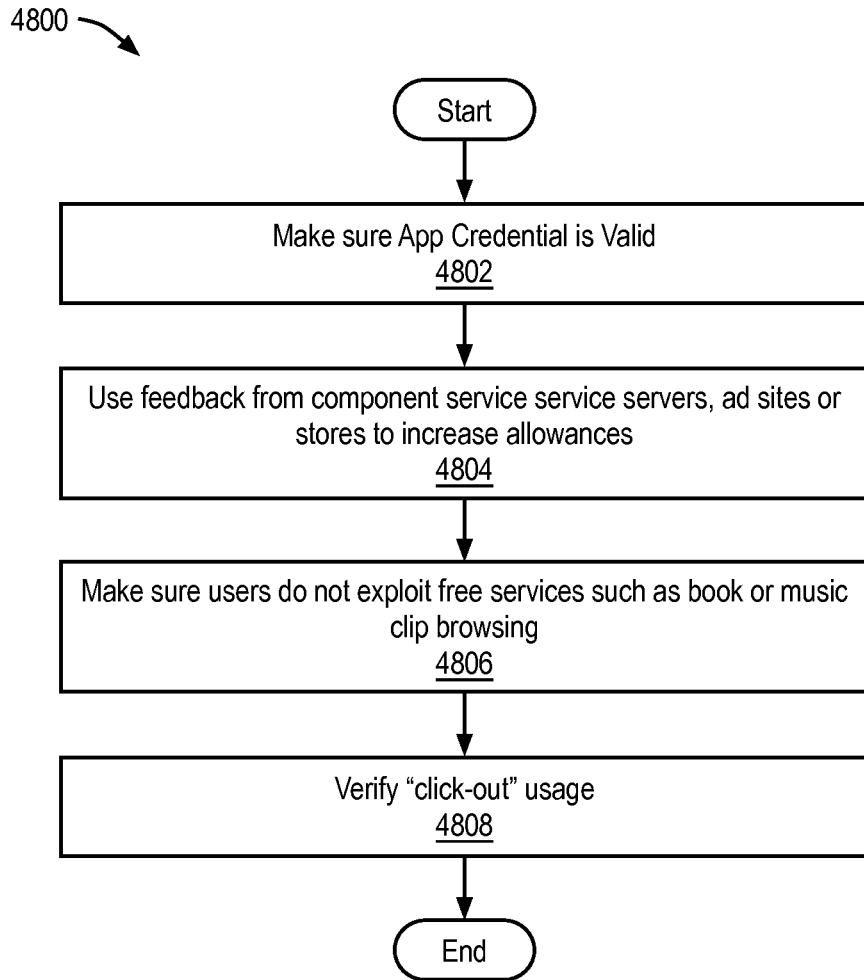 4800
Start
Make sure App Credential is Valid
4802
Use feedback from component service service servers, ad sites or
stores to increase allowances
4804
Make sure users do not exploit free services such as book or music
clip browsing
4806
Verify “click-out” usage
4808
End